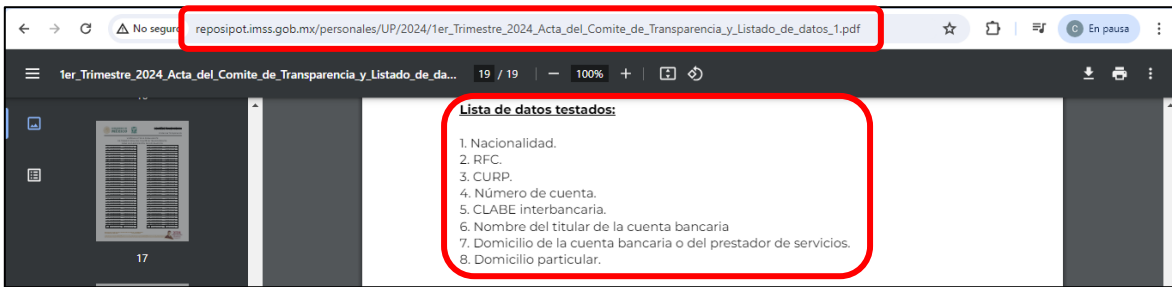 No seguro reposipot.imss.gob.mx/personales/UP/2024/1er_Trimestre_2024_Acta_del_Comite_de_Transparencia_y_Listado_de_datos_1.pdf C En pausa
1er_Trimestre_2024_Acta_del_Comite_de_Transparencia_y_Listado_de_da... 19 / 19 | − 100% +
Lista de datos testados:
1. Nacionalidad.
2. RFC.
3. CURP.
4. Número de cuenta.
5. CLABE interbancaria.
6. Nombre del titular de la cuenta bancaria
7. Domicilio de la cuenta bancaria o del prestador de servicios.
8. Domicilio particular.
17